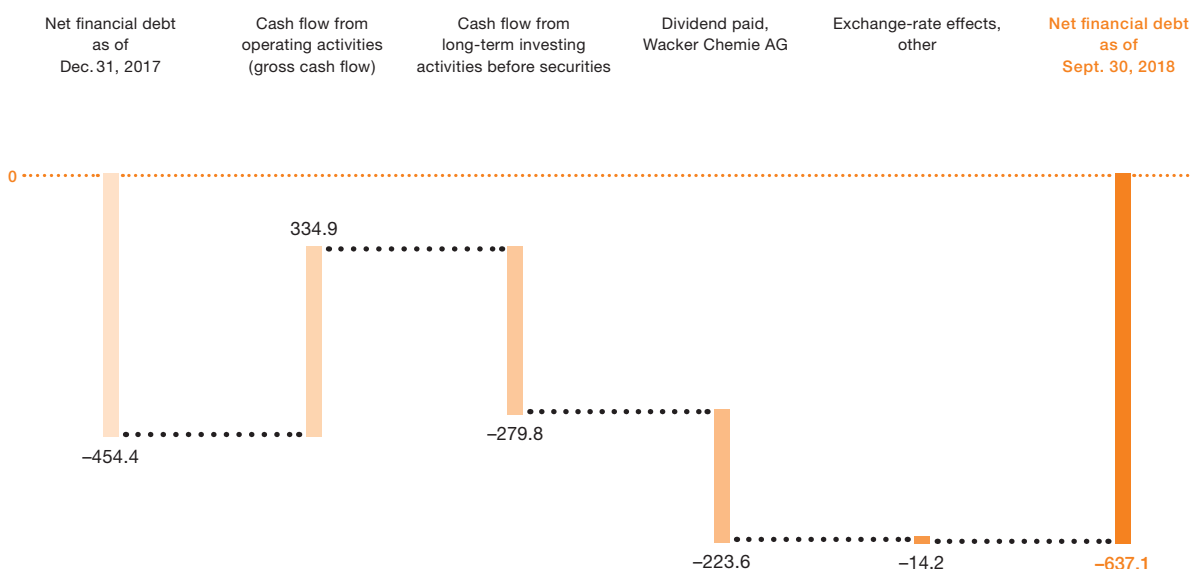 Net financial debt
as of
Dec. 31, 2017
Cash flow from
operating activities
(gross cash flow)
Cash flow from
long-term investing
activities before securities
Dividend paid,
Wacker Chemie AG
Exchange-rate effects,
other
Net financial debt
as of
Sept. 30, 2018
0
334.9
–454.4
–279.8
–223.6
–14.2
–637.1